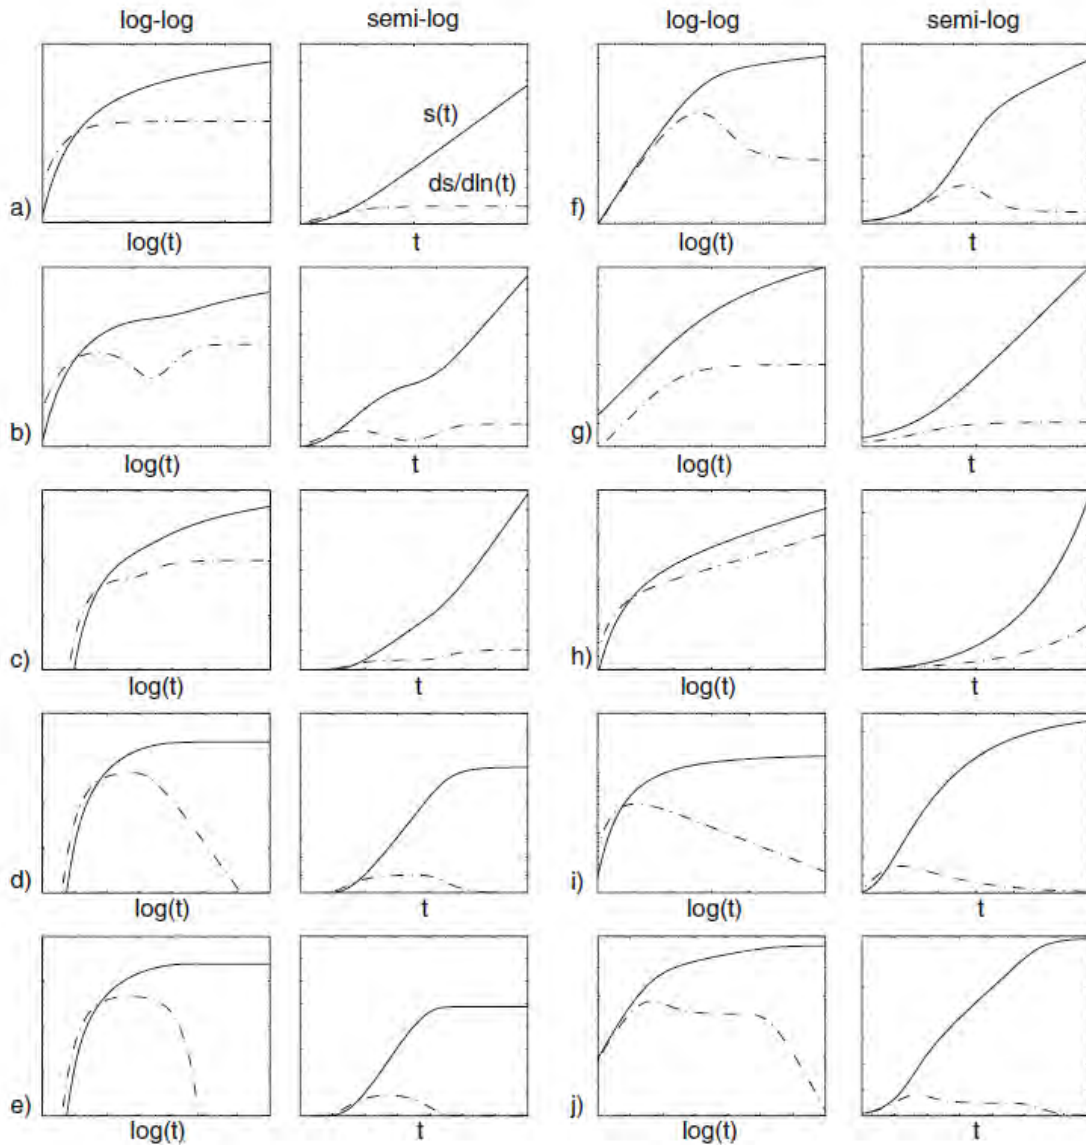 log-log semi-log log-log semi-log
s(t)
ds/dln(t)
a) f)
log(t) t log(t) t
b) g)
log(t) t log(t) t
c) h)
log(t) t log(t) t
d) i)
log(t) t log(t) t
e) j)
log(t) t log(t) t